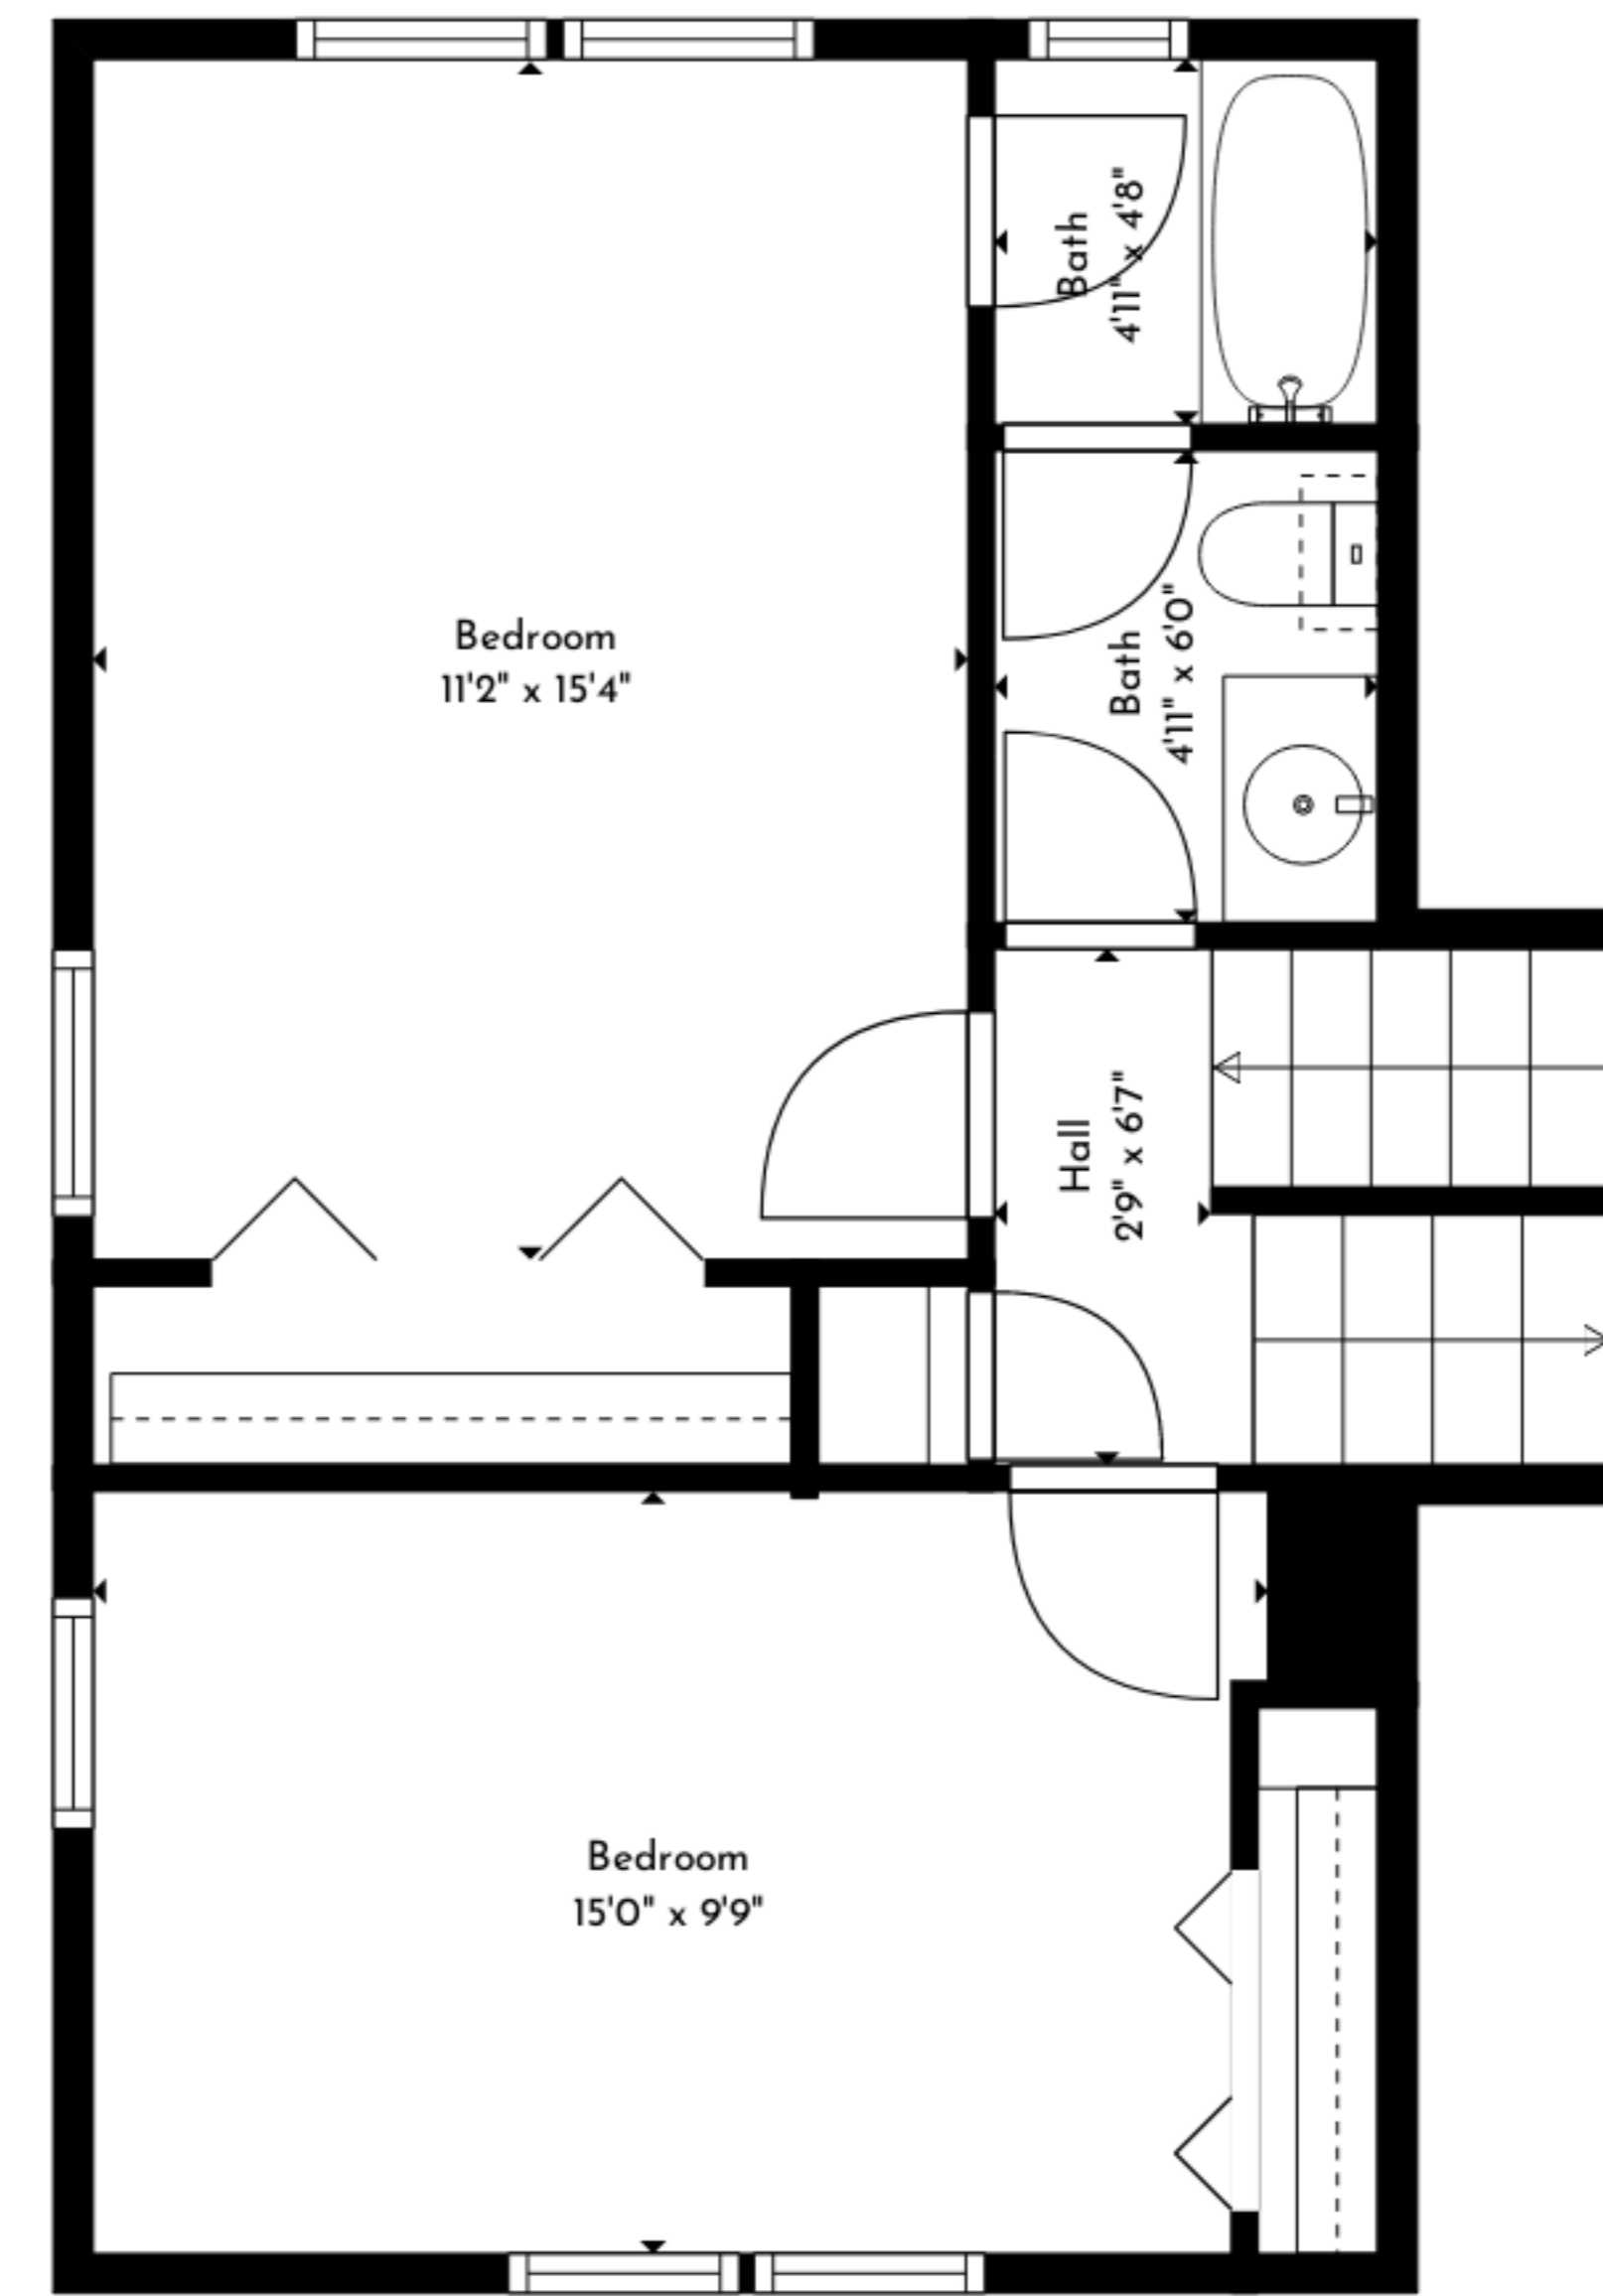 Bath
4'11" x 4'8"
Bedroom
11'2" x 15'4"
Bath
4'11" x 6'0"
Hall
2'9" x 6'7"
Bedroom
15'0" x 9'9"